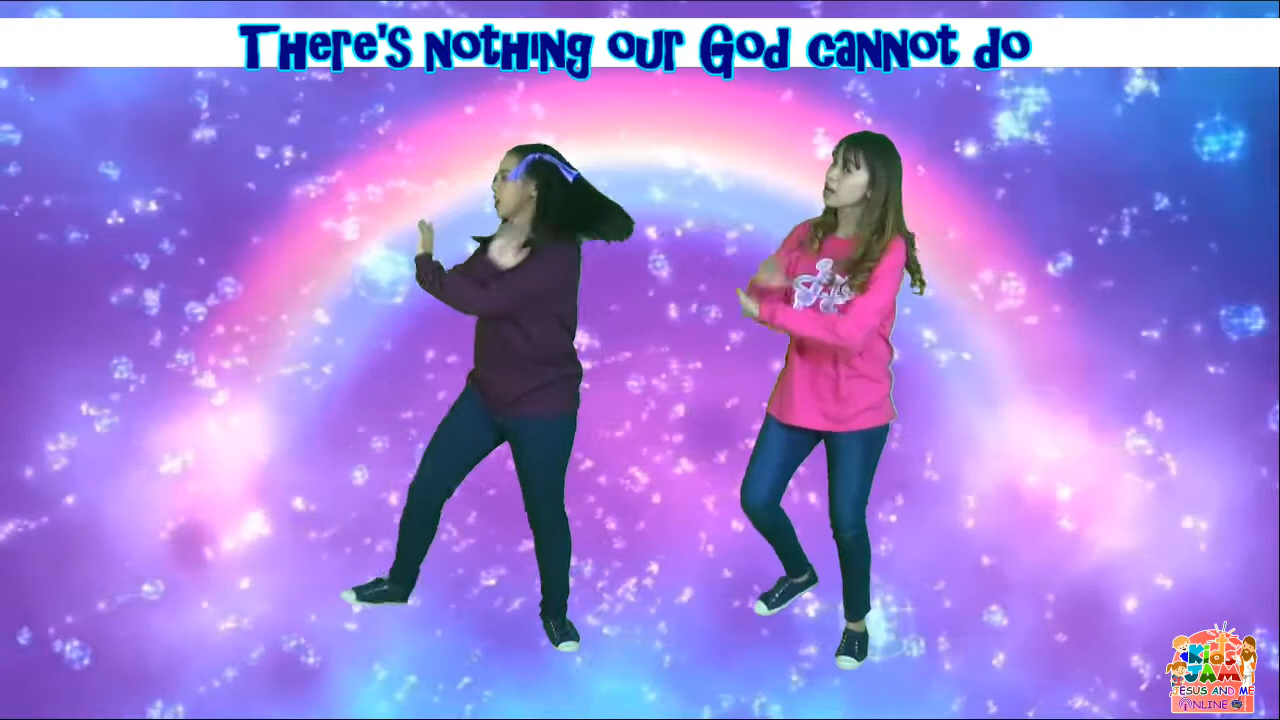 There's nothing our God cannot do
Kids
JAM
JESUS AND ME
ONLINE